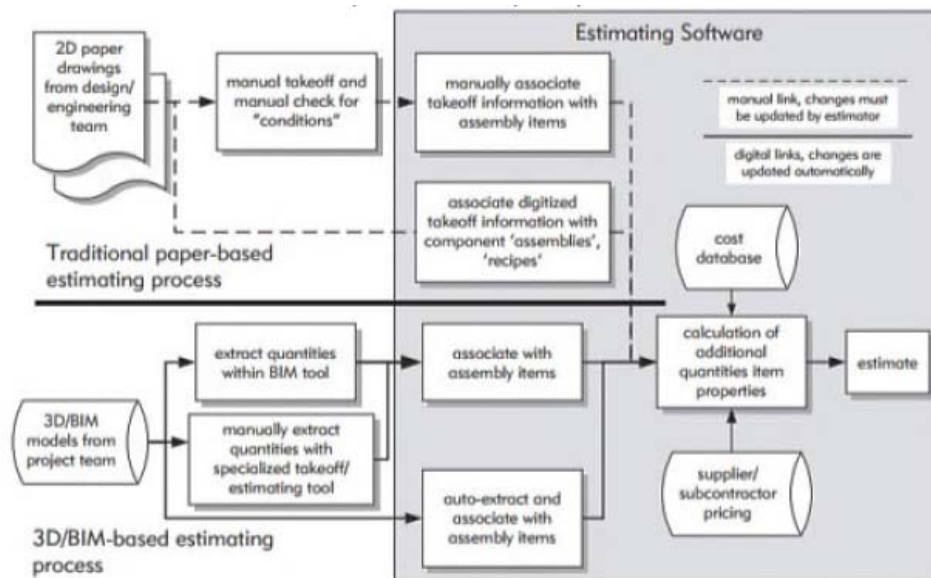 Estimating Software
2D paper
drawings
from design/
engineering
team
manual takeoff and
manual check for
"conditions"
manually associate
takeoff information with
assembly items
manual link, changes must
be updated by estimator
digital links, changes are
updated automatically
associate digitized
takeoff information with
component 'assemblies',
'recipes'
cost
database
Traditional paper-based
estimating process
extract quantities
within BIM tool
associate with
assembly items
calculation of
additional
quantities item
properties
estimate
3D/BIM
models from
project team
manually extract
quantities with
specialized takeoff/
estimating tool
auto-extract and
associate with
assembly items
supplier/
subcontractor
pricing
3D/BIM-based estimating
process